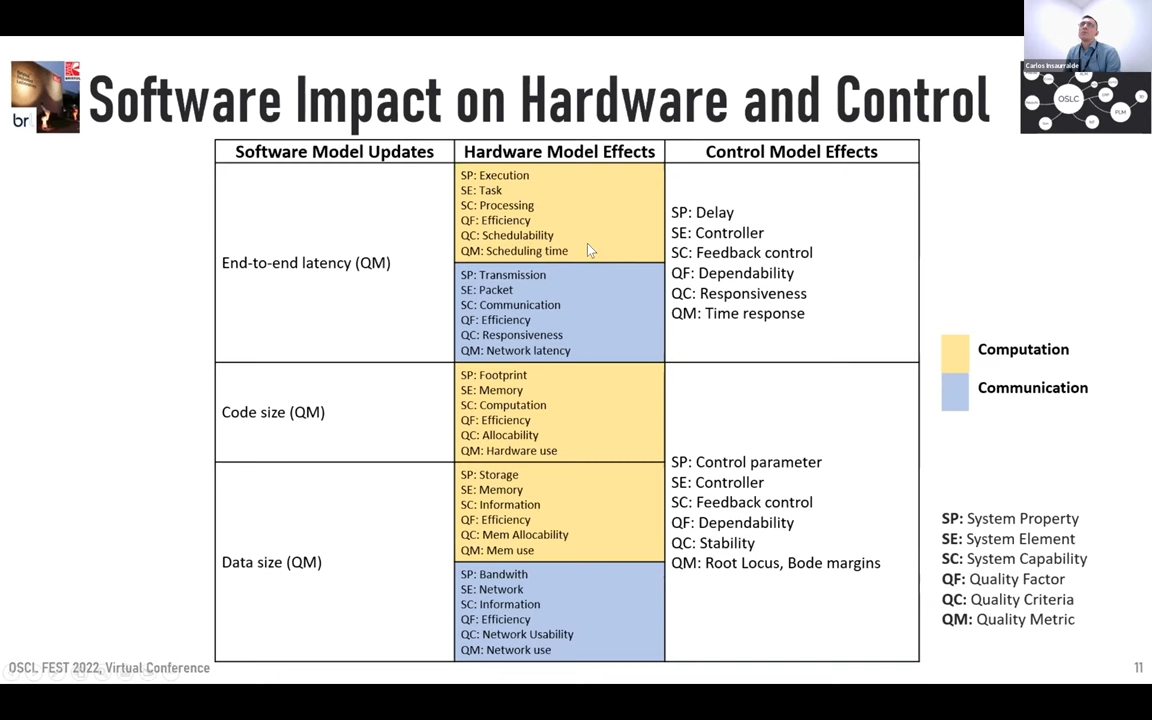 Carlos Insaurralde
OSLC
PLM
br
Software Impact on Hardware and Control
Software Model Updates
Hardware Model Effects
Control Model Effects
End-to-end latency (QM)
SP: Execution
SE: Task
SC: Processing
QF: Efficiency
QC: Schedulability
QM: Scheduling time
SP: Transmission
SE: Packet
SC: Communication
QF: Efficiency
QC: Responsiveness
QM: Network latency
SP: Delay
SE: Controller
SC: Feedback control
QF: Dependability
QC: Responsiveness
QM: Time response
Code size (QM)
SP: Footprint
SE: Memory
SC: Computation
QF: Efficiency
QC: Allocability
QM: Hardware use
Data size (QM)
SP: Storage
SE: Memory
SC: Information
QF: Efficiency
QC: Mem Allocability
QM: Mem use
SP: Bandwith
SE: Network
SC: Information
QF: Efficiency
QC: Network Usability
QM: Network use
SP: Control parameter
SE: Controller
SC: Feedback control
QF: Dependability
QC: Stability
QM: Root Locus, Bode margins
Computation
Communication
SP: System Property
SE: System Element
SC: System Capability
QF: Quality Factor
QC: Quality Criteria
QM: Quality Metric
OSCL FEST 2022, Virtual Conference
11